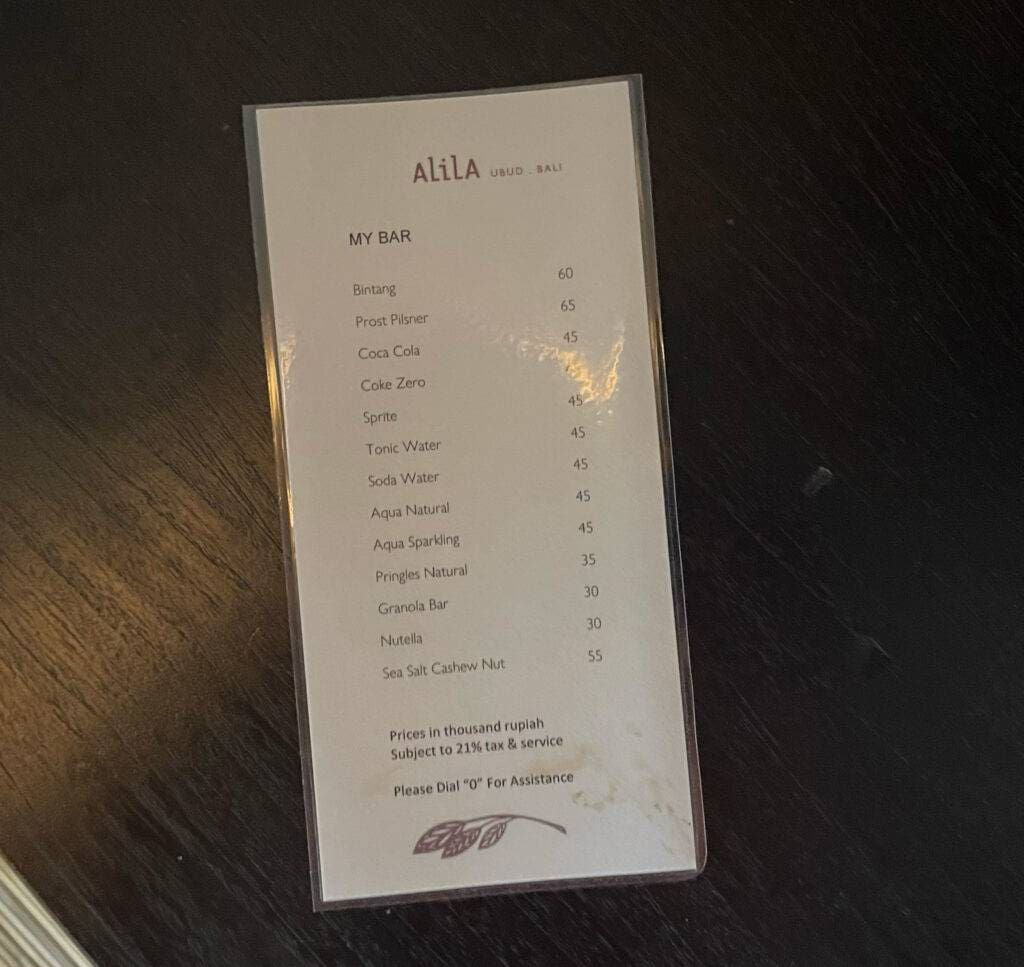 AlilA UBUD . BALI
MY BAR
Bintang 60
Prost Pilsner 65
Coca Cola 45
Coke Zero
Sprite 45
Tonic Water 45
Soda Water 45
Aqua Natural 45
Aqua Sparkling 45
Pringles Natural 35
Granola Bar 30
Nutella 30
Sea Salt Cashew Nut 55
Prices in thousand rupiah
Subject to 21% tax & service
Please Dial "0" For Assistance